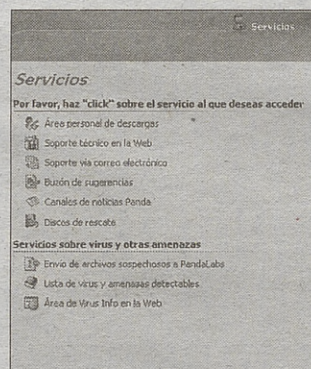 Servicios
Servicios
Por favor, haz "click" sobre el servicio al que deseas acceder
Área personal de descargas
Soporte técnico en la Web
Soporte vía correo electrónico
Buzón de sugerencias
Canales de noticias Panda
Discos de rescate
Servicios sobre virus y otras amenazas
Envío de archivos sospechosos a PandaLabs
Lista de virus y amenazas detectables
Área de Virus Info en la Web